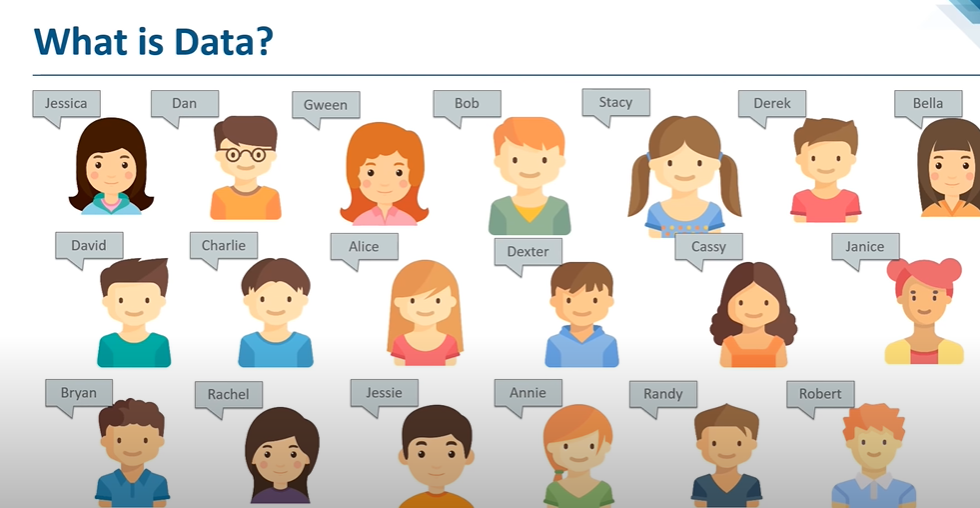 What is Data?
Jessica
Dan
Gween
Bob
Stacy
Derek
Bella
David
Charlie
Alice
Dexter
Cassy
Janice
Bryan
Rachel
Jessie
Annie
Randy
Robert